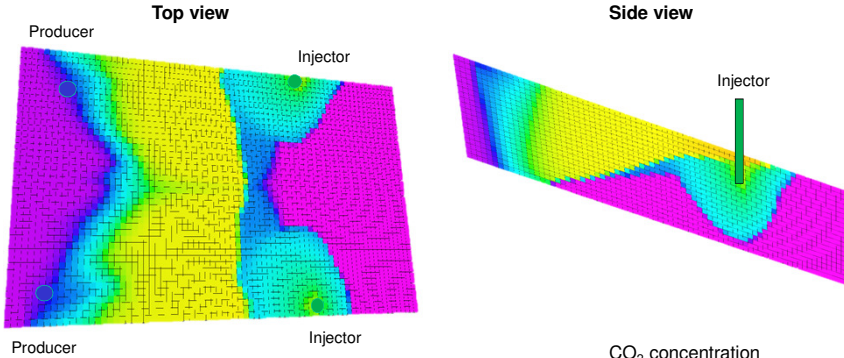 Top view
Side view
Producer
Injector
Injector
Producer
Injector
CO₂ concentration